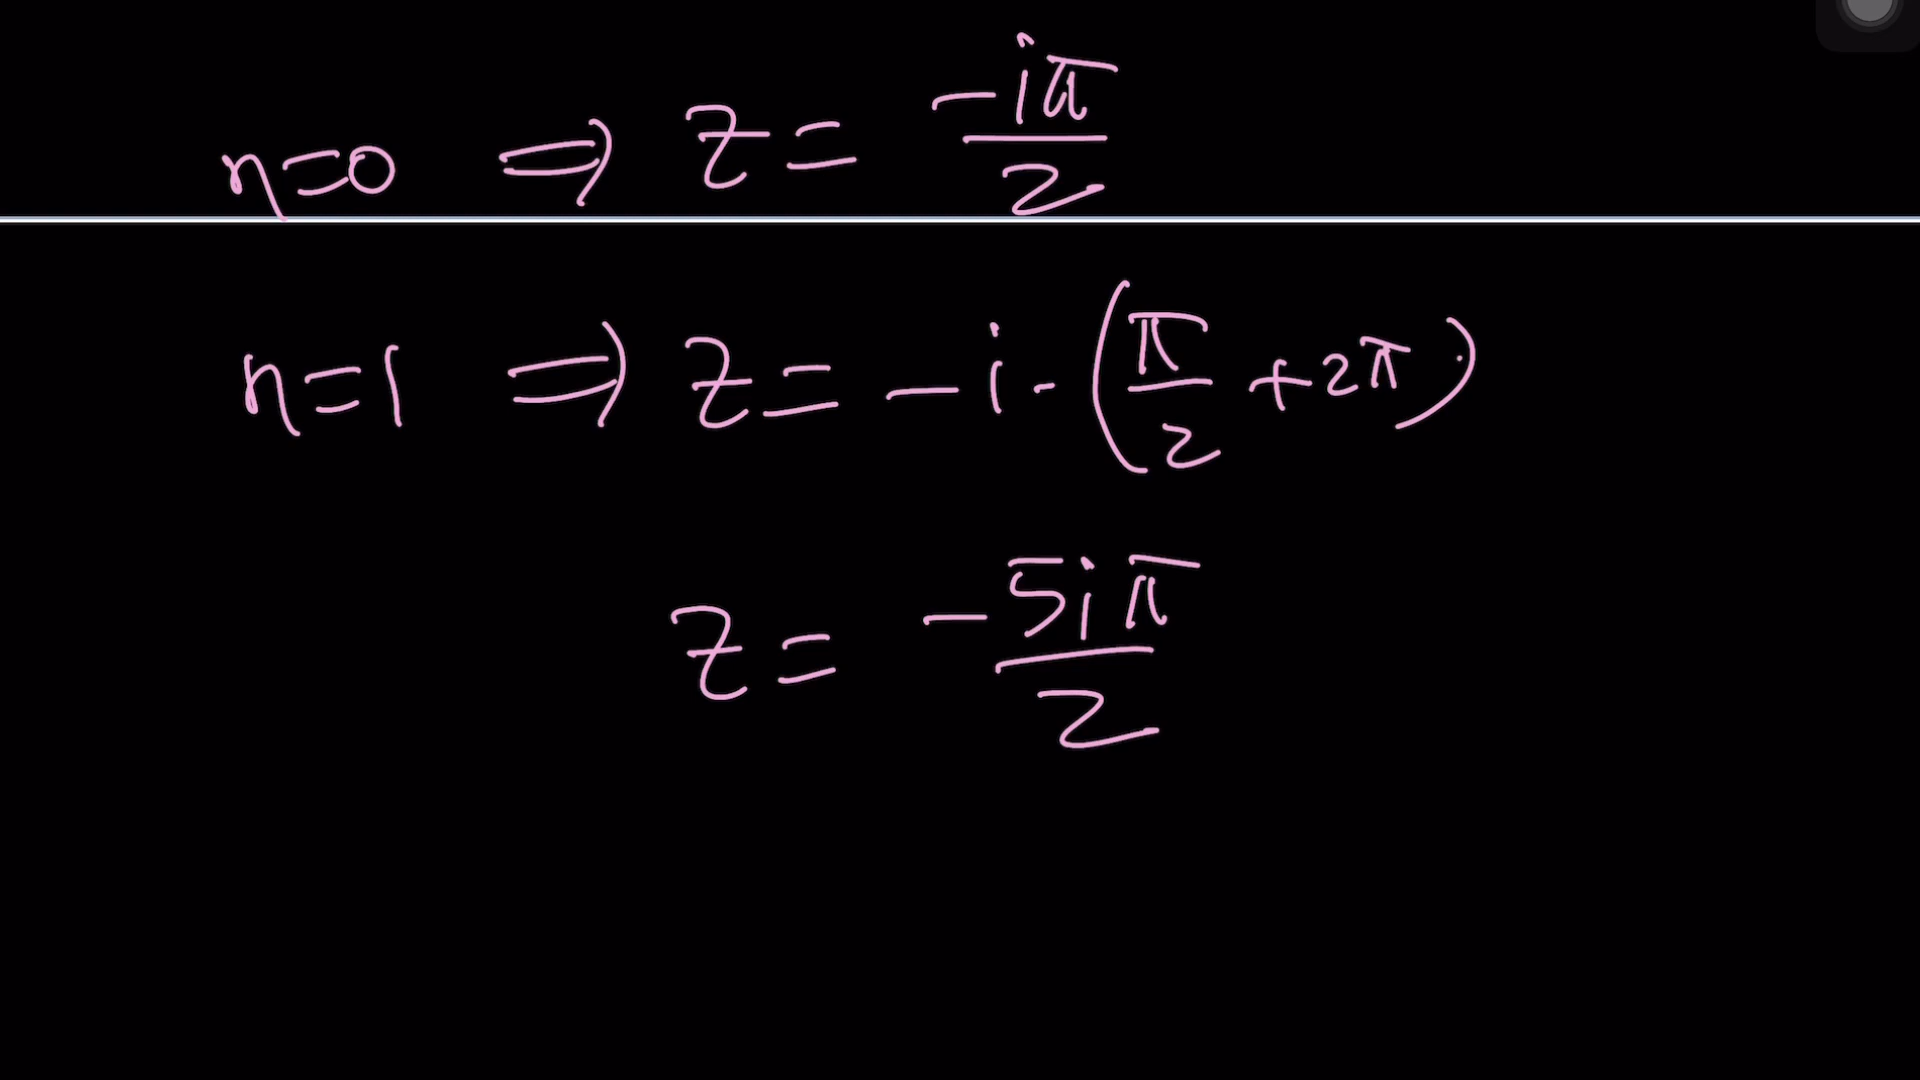 n=0 ⇒ z = -iπ/2
n=1 ⇒ z = -i·(π/2 + 2π)
z = -5iπ/2